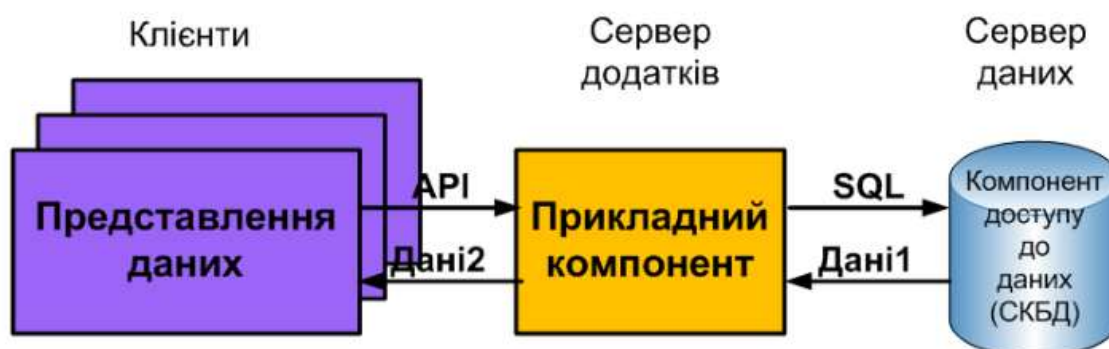 Клієнти
Сервер
додатків
Сервер
даних
Представлення
даних
API
Дані2
Прикладний
компонент
SQL
Дані1
Компонент
доступу
до
даних
(СКБД)